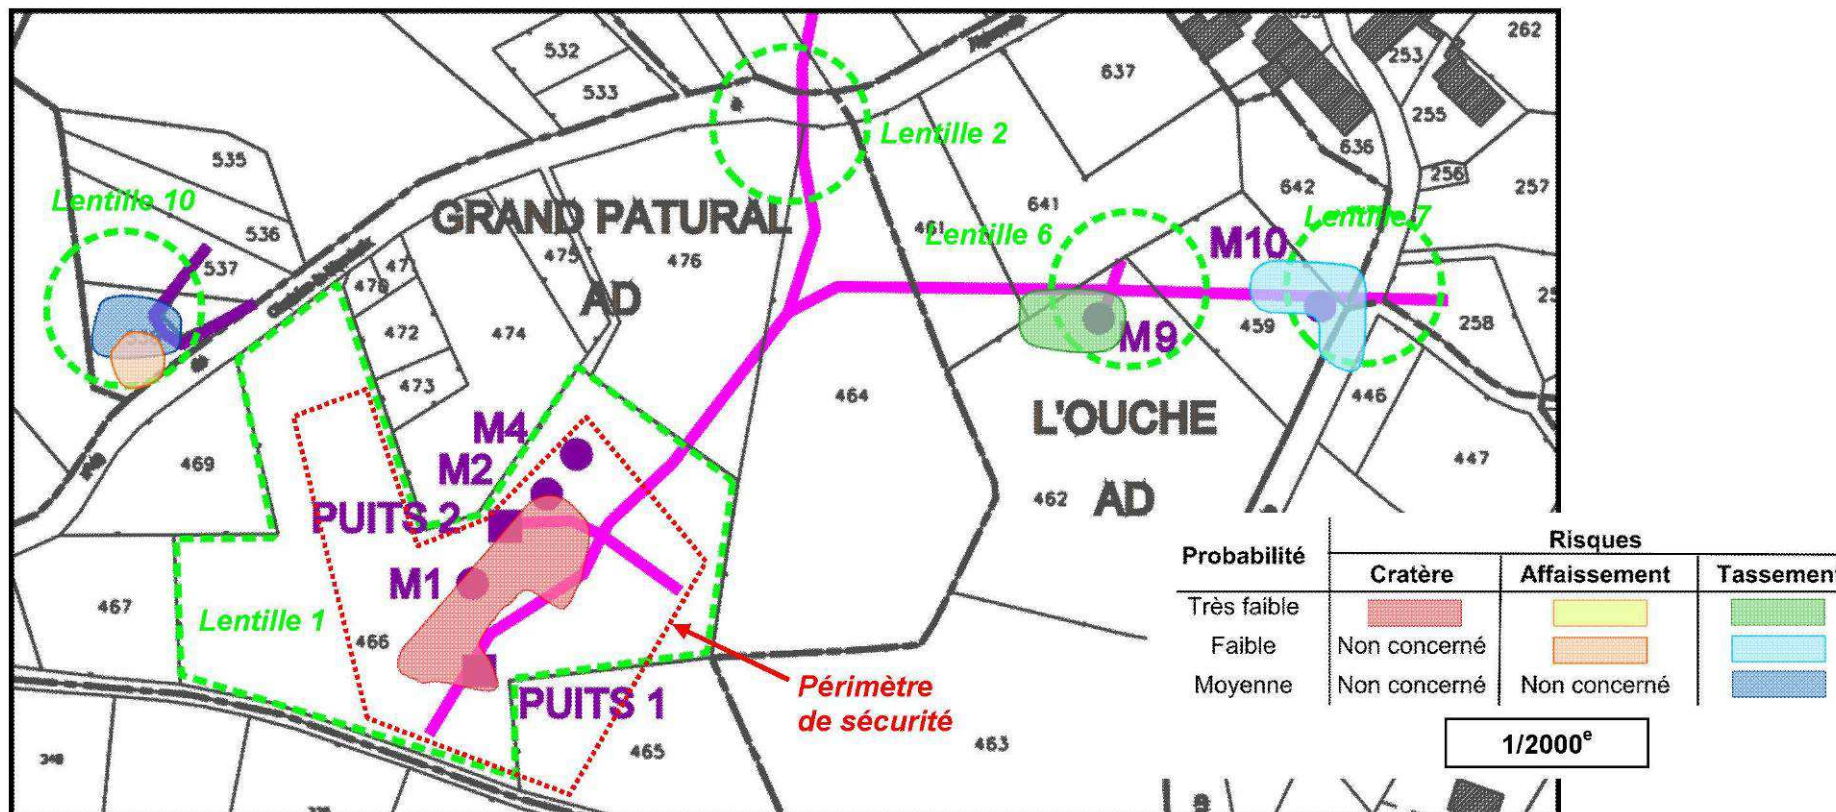 532
533
535
536
537
Lentille 10
Lentille 2
637
262
253
255
636
256
257
642
641
461
Lentille 6
Lentille 7
M10
GRAND PATURAL
AD
475
476
474
472
473
M9
459
258
446
447
464
L'OUCHE
AD
462
469
M4
M2
PUITS 2
M1
467
466
Lentille 1
PUITS 1
Périmètre
de sécurité
465
463
348
Probabilité
Risques
Cratère Affaissement Tassement
Très faible
Faible Non concerné
Moyenne Non concerné Non concerné
1/2000e